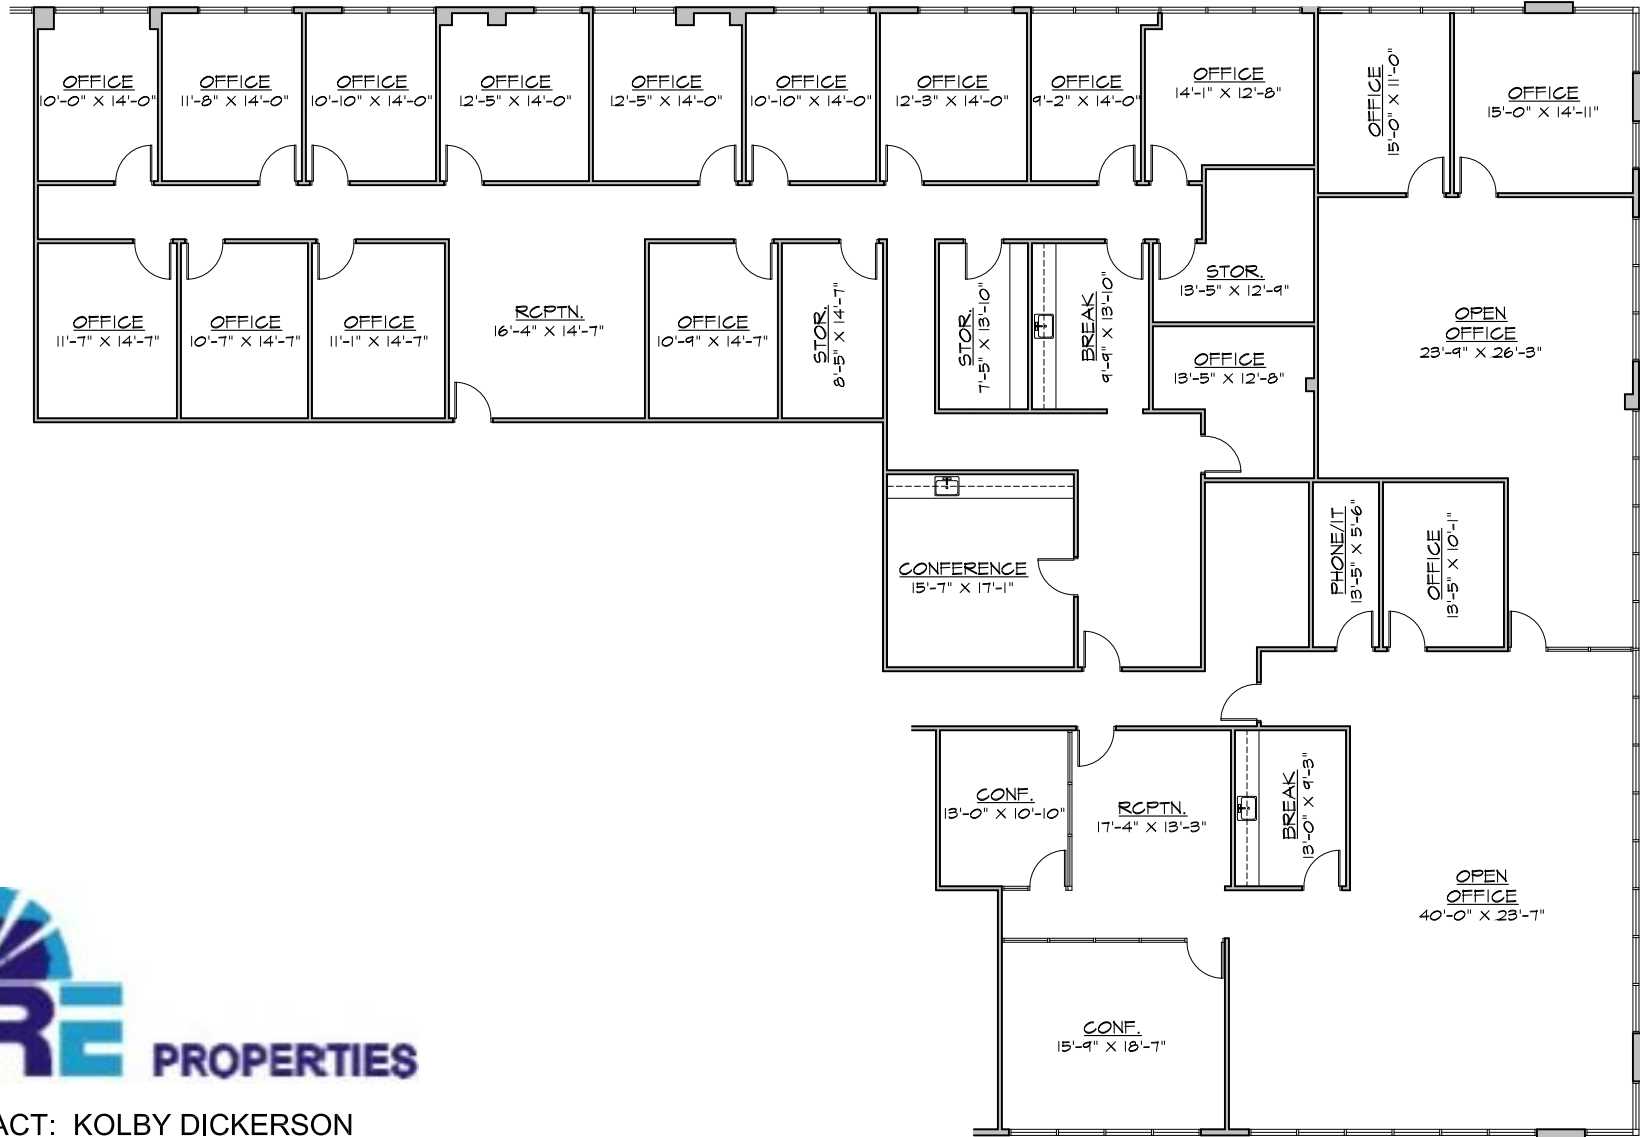 OFFICE
10'-0" X 14'-0"
OFFICE
11'-8" X 14'-0"
OFFICE
10'-10" X 14'-0"
OFFICE
12'-5" X 14'-0"
OFFICE
12'-5" X 14'-0"
OFFICE
10'-10" X 14'-0"
OFFICE
12'-3" X 14'-0"
OFFICE
9'-2" X 14'-0"
OFFICE
14'-1" X 12'-8"
OFFICE
15'-0" X 11'-0"
OFFICE
15'-0" X 14'-11"
OFFICE
11'-7" X 14'-7"
OFFICE
10'-7" X 14'-7"
OFFICE
11'-1" X 14'-7"
RCPTN.
16'-4" X 14'-7"
OFFICE
10'-9" X 14'-7"
STOR.
8'-5" X 14'-7"
STOR.
7'-5" X 13'-10"
BREAK
9'-9" X 13'-10"
STOR.
13'-5" X 12'-9"
OFFICE
13'-5" X 12'-8"
OPEN
OFFICE
23'-9" X 26'-3"
CONFERENCE
15'-7" X 17'-1"
PHONE/IT
13'-5" X 5'-6"
OFFICE
13'-5" X 10'-1"
CONF.
13'-0" X 10'-10"
RCPTN.
17'-4" X 13'-3"
BREAK
13'-0" X 9'-3"
OPEN
OFFICE
40'-0" X 23'-7"
CONF.
15'-9" X 18'-7"
RE
PROPERTIES
ACT: KOLBY DICKERSON